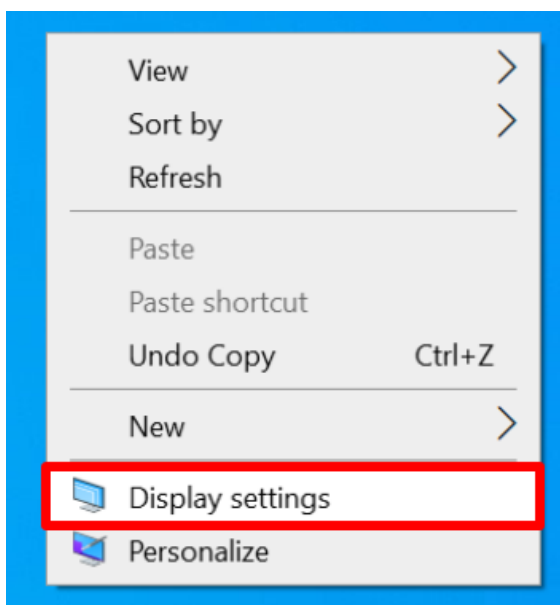 View
Sort by
Refresh
Paste
Paste shortcut
Undo Copy Ctrl+Z
New
Display settings
Personalize